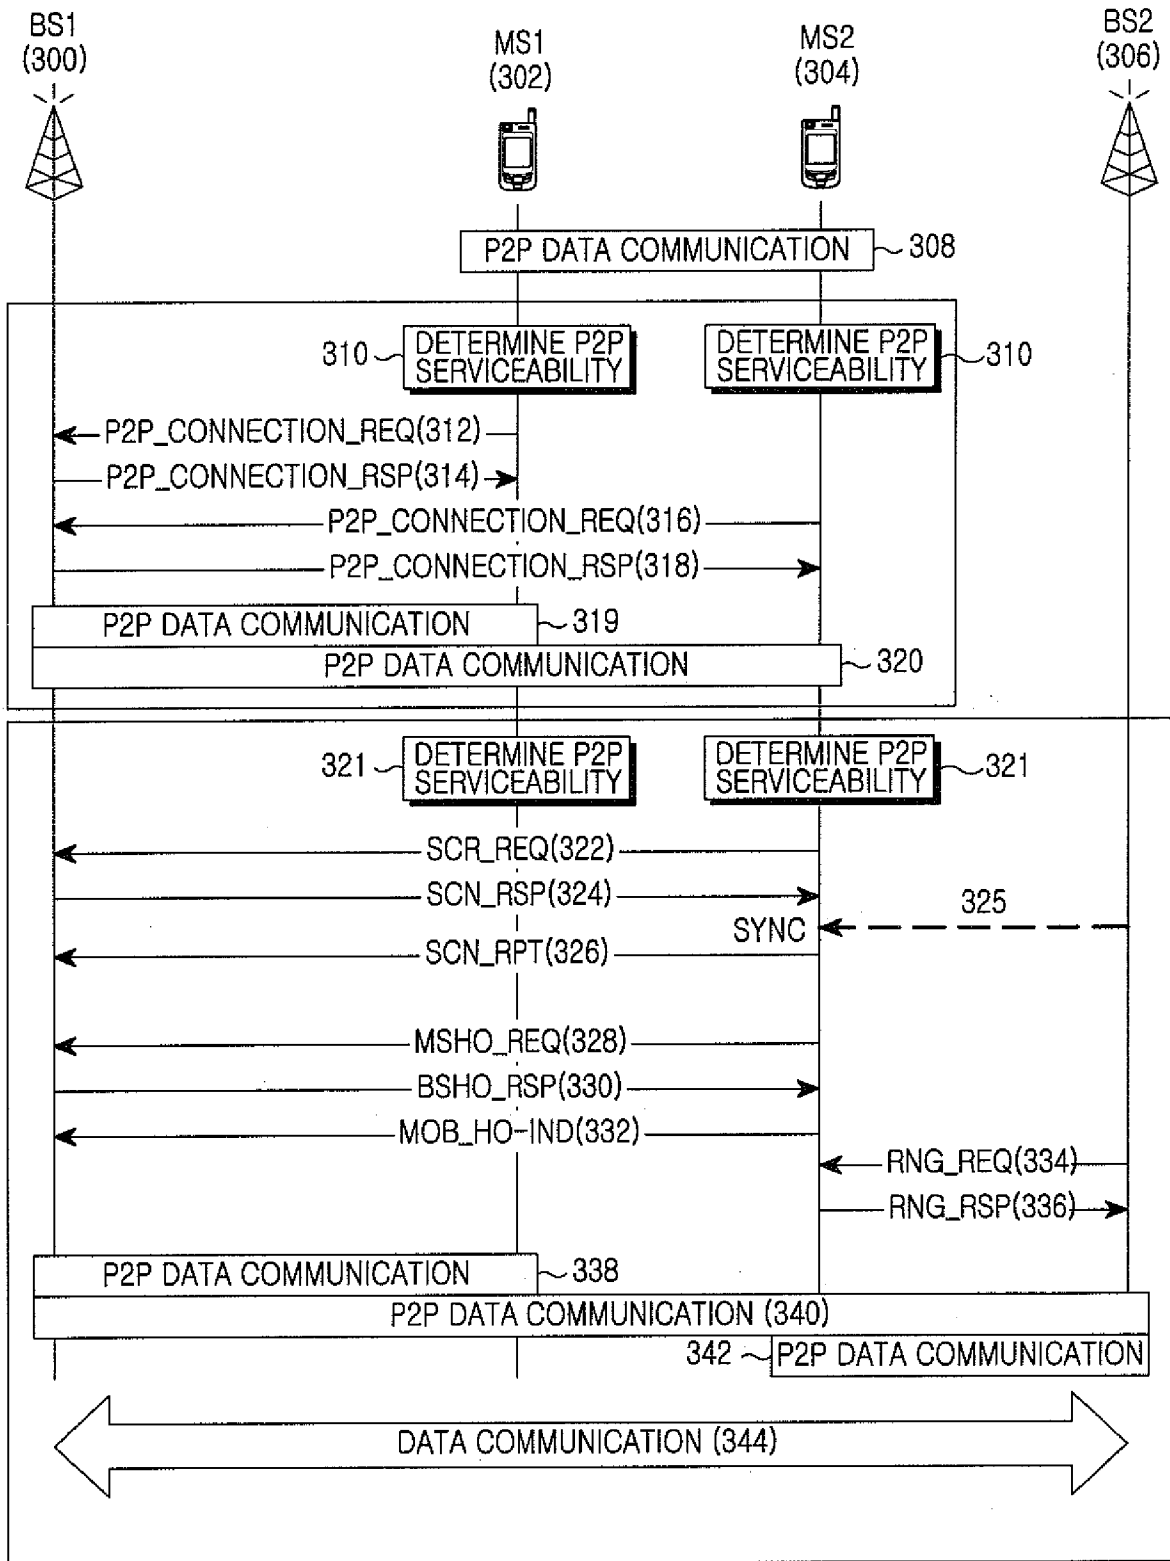 BS1
(300)
MS1
(302)
MS2
(304)
BS2
(306)
P2P DATA COMMUNICATION
308
310
DETERMINE P2P
SERVICEABILITY
DETERMINE P2P
SERVICEABILITY
310
P2P_CONNECTION_REQ(312)
P2P_CONNECTION_RSP(314)
P2P_CONNECTION_REQ(316)
P2P_CONNECTION_RSP(318)
P2P DATA COMMUNICATION
319
P2P DATA COMMUNICATION
320
321
DETERMINE P2P
SERVICEABILITY
DETERMINE P2P
SERVICEABILITY
321
SCR_REQ(322)
SCN_RSP(324)
325
SYNC
SCN_RPT(326)
MSHO_REQ(328)
BSHO_RSP(330)
MOB_HO-IND(332)
RNG_REQ(334)
RNG_RSP(336)
P2P DATA COMMUNICATION
338
P2P DATA COMMUNICATION (340)
342
P2P DATA COMMUNICATION
DATA COMMUNICATION (344)